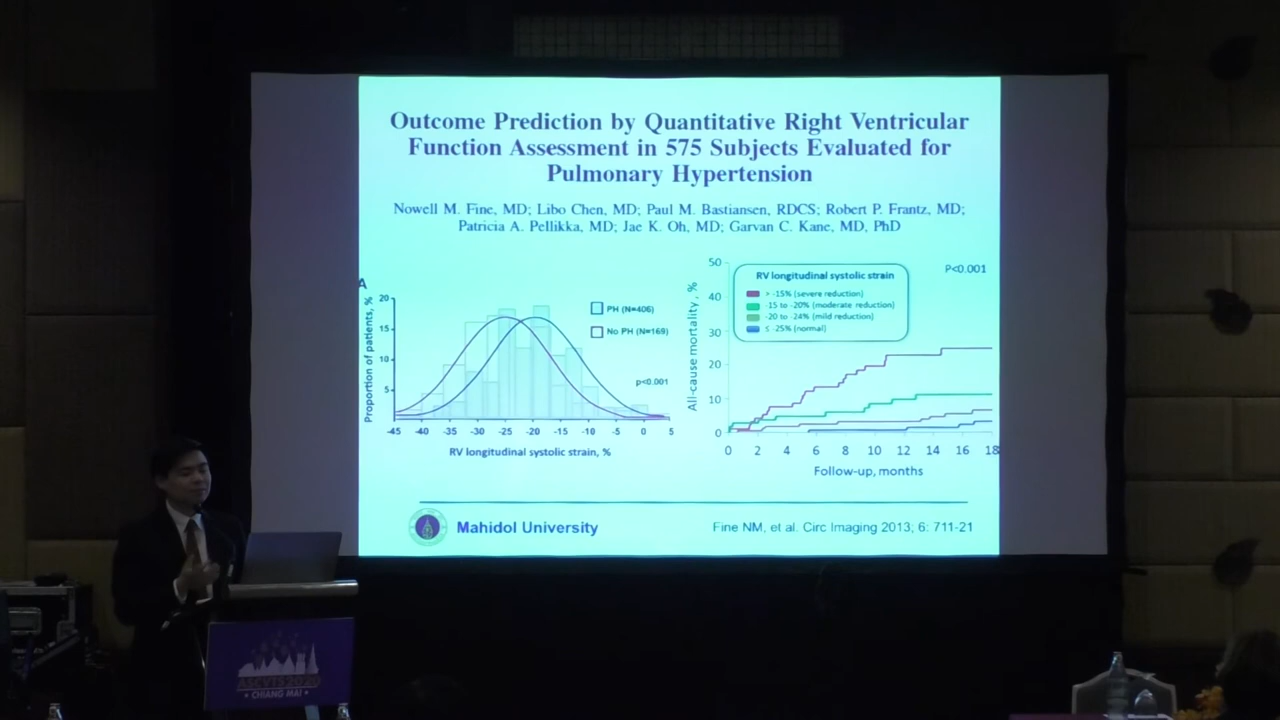 Outcome Prediction by Quantitative Right Ventricular
Function Assessment in 575 Subjects Evaluated for
Pulmonary Hypertension
Nowell M. Fine, MD; Libo Chen, MD; Paul M. Bastiansen, RDCS; Robert P. Frantz, MD;
Patricia A. Pellikka, MD; Jae K. Oh, MD; Garvan C. Kane, MD, PhD
A
Proportion of patients, %
20
15
10
5
PH (N=406)
No PH (N=169)
p<0.001
-45 -40 -35 -30 -25 -20 -15 -10 -5 0 5
RV longitudinal systolic strain, %
All-cause mortality, %
50
40
30
20
10
0
RV longitudinal systolic strain
> -15% (severe reduction)
-15 to -20% (moderate reduction)
-20 to -24% (mild reduction)
≤ -25% (normal)
P<0.001
0 2 4 6 8 10 12 14 16 18
Follow-up, months
Mahidol University
Fine NM, et al. Circ Imaging 2013; 6: 711-21
ASCVTS 2020
• CHIANG MAI •